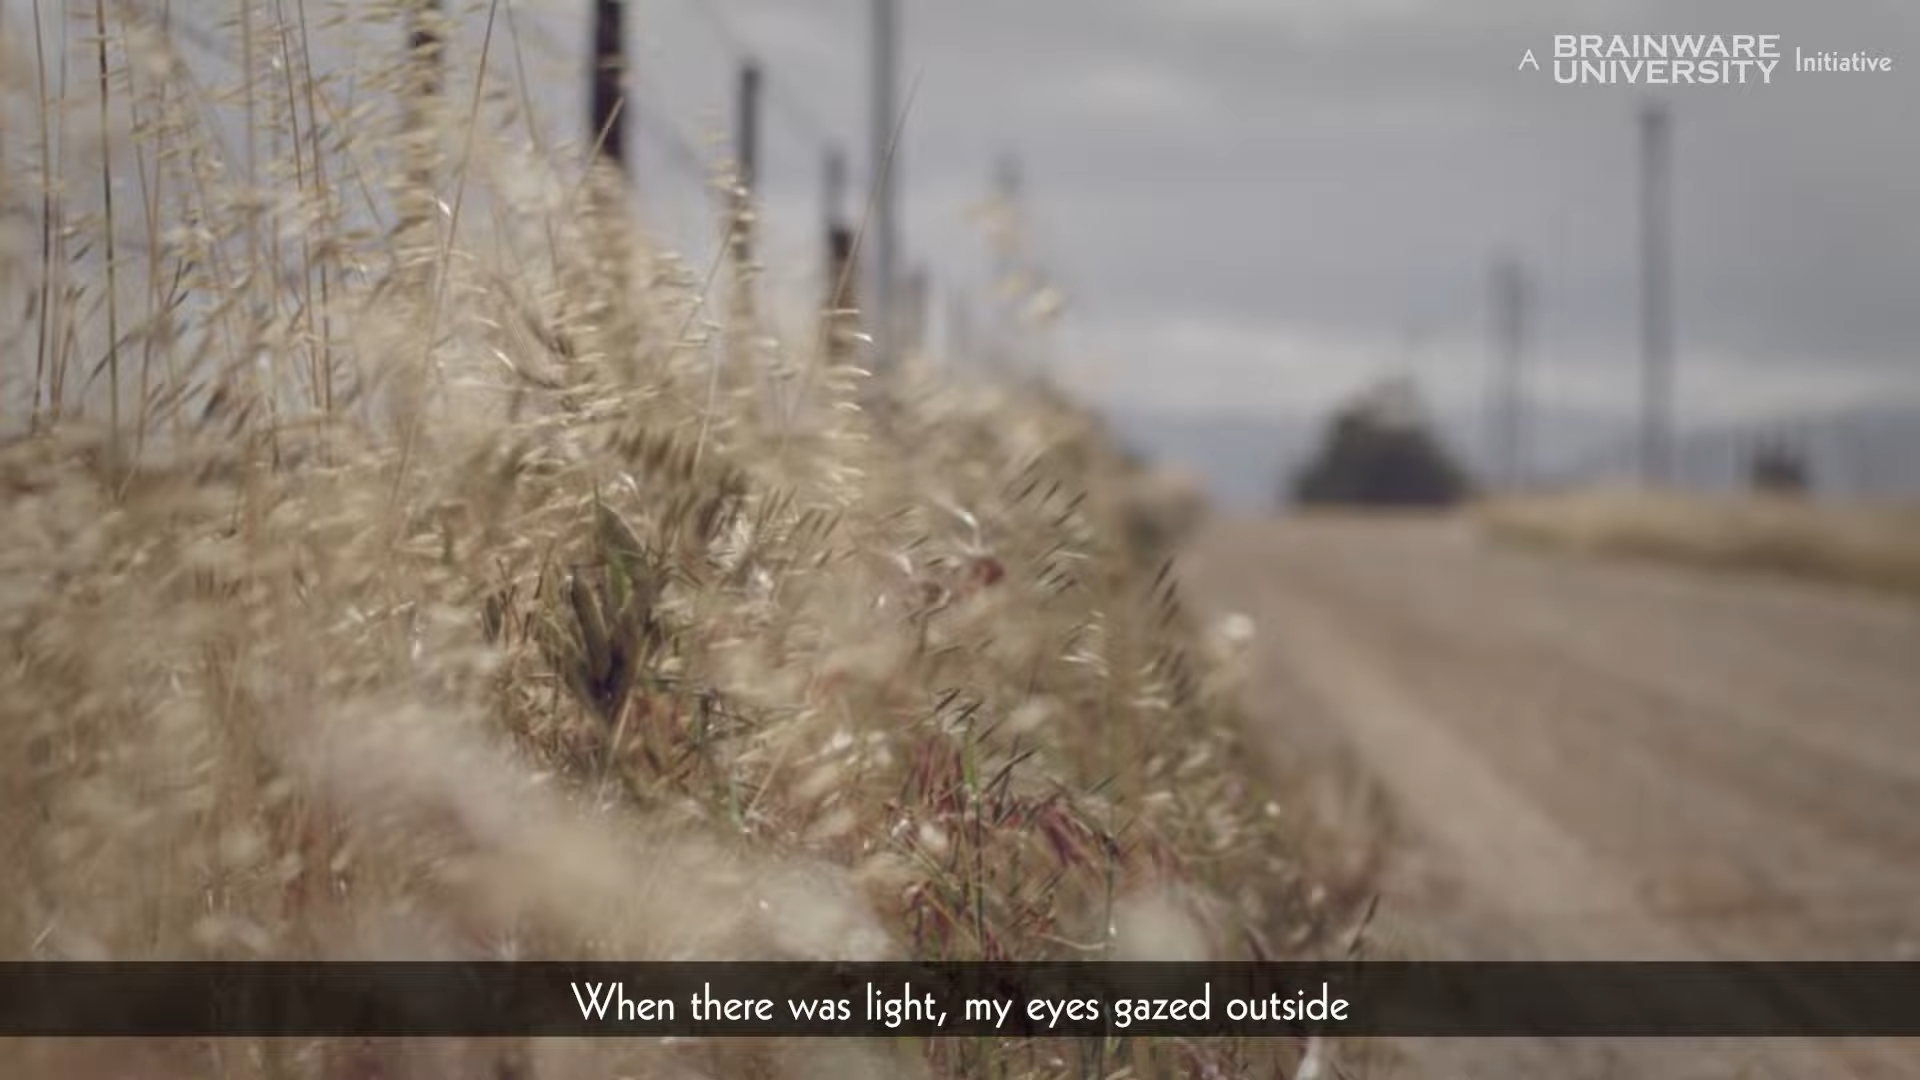 A BRAINWARE UNIVERSITY Initiative
When there was light, my eyes gazed outside